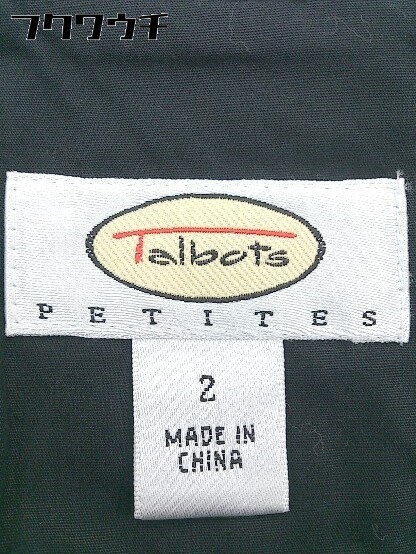 フクワウチ
Talbots
PETITES
2
MADE IN
CHINA